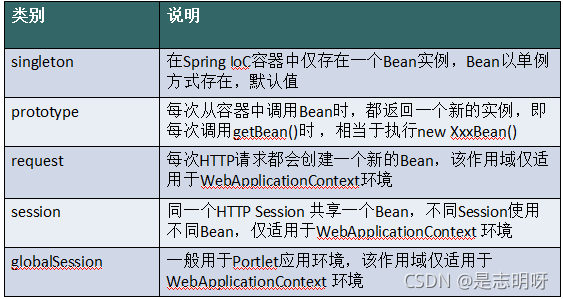 类别
说明
singleton
在Spring IoC容器中仅存在一个Bean实例，Bean以单例
方式存在，默认值
prototype
每次从容器中调用Bean时，都返回一个新的实例，即
每次调用getBean()时 ，相当于执行new XxxBean()
request
每次HTTP请求都会创建一个新的Bean，该作用域仅适
用于WebApplicationContext环境
session
同一个HTTP Session 共享一个Bean，不同Session使用
不同Bean，仅适用于WebApplicationContext 环境
globalSession
一般用于Portlet应用环境，该作用域仅适用于
WebApplicationContext 环境
CSDN @是志明呀